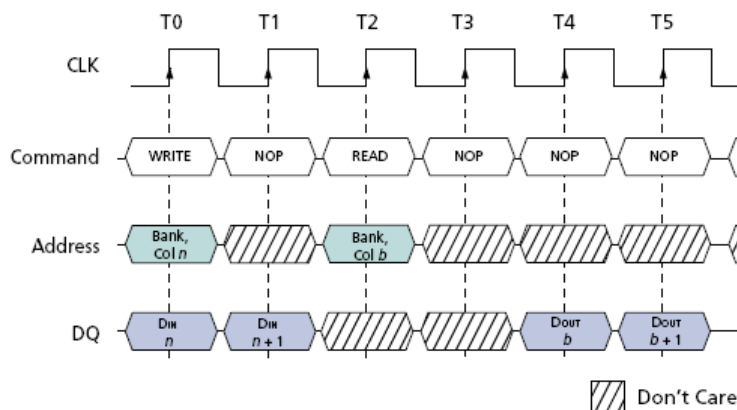 T0 T1 T2 T3 T4 T5
CLK
Command WRITE NOP READ NOP NOP NOP
Address Bank, Col n Bank, Col b
DQ DIN n DIN n + 1 DOUT b DOUT b + 1
Don't Care